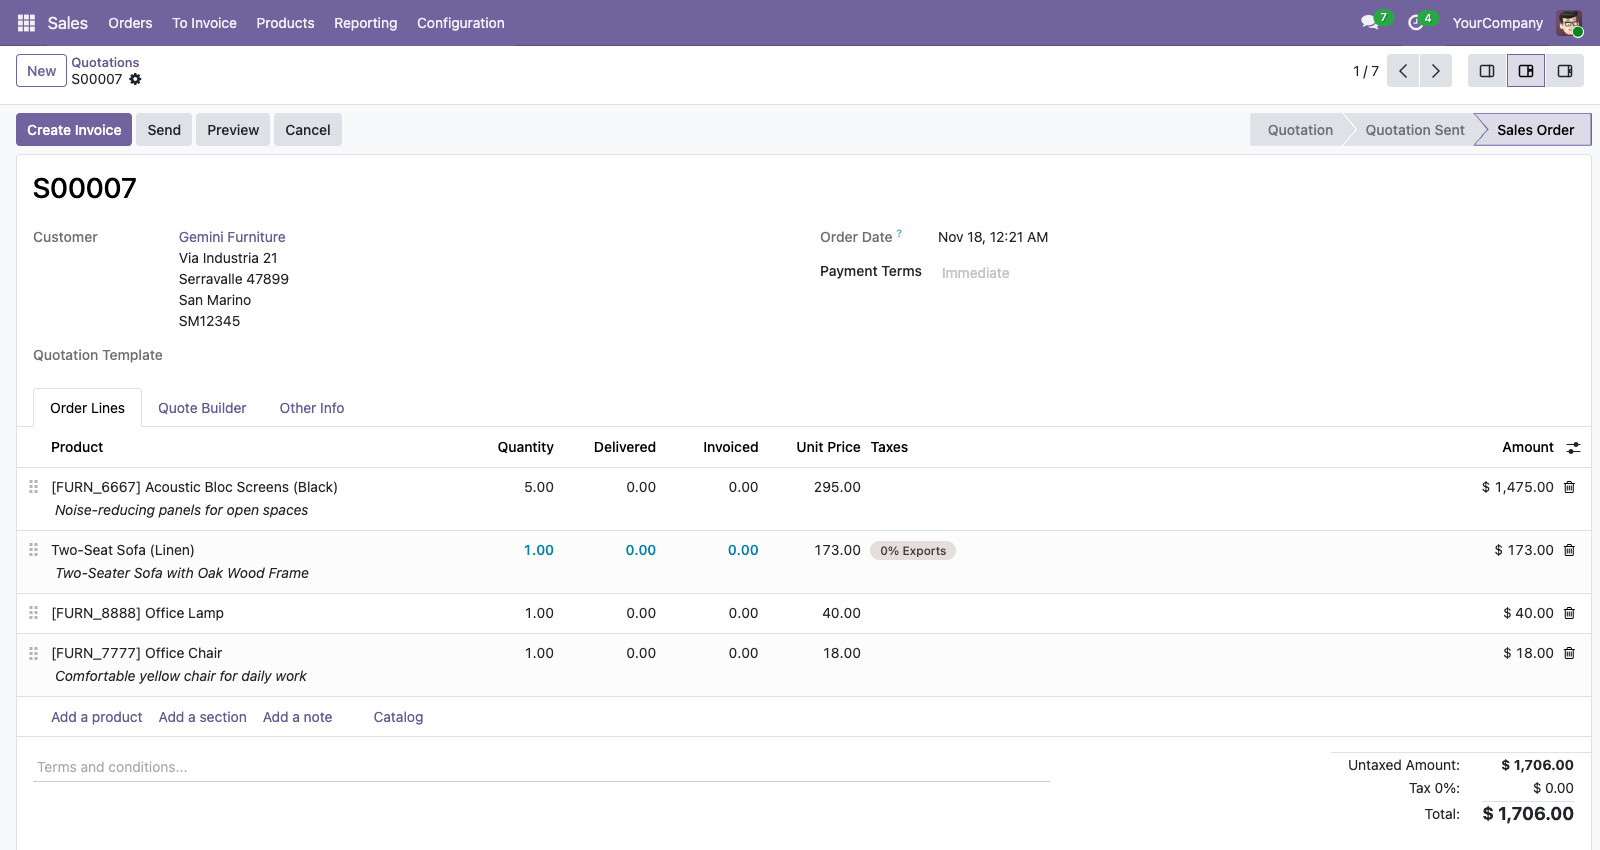 Sales Orders To Invoice Products Reporting Configuration 7 4 YourCompany
New Quotations
S00007 1 / 7
Create Invoice Send Preview Cancel Quotation Quotation Sent Sales Order
S00007
Customer Gemini Furniture Order Date ? Nov 18, 12:21 AM
Via Industria 21
Serravalle 47899 Payment Terms Immediate
San Marino
SM12345
Quotation Template
Order Lines Quote Builder Other Info
Product Quantity Delivered Invoiced Unit Price Taxes Amount
[FURN_6667] Acoustic Bloc Screens (Black) 5.00 0.00 0.00 295.00 $ 1,475.00
Noise-reducing panels for open spaces
Two-Seat Sofa (Linen) 1.00 0.00 0.00 173.00 0% Exports $ 173.00
Two-Seater Sofa with Oak Wood Frame
[FURN_8888] Office Lamp 1.00 0.00 0.00 40.00 $ 40.00
[FURN_7777] Office Chair 1.00 0.00 0.00 18.00 $ 18.00
Comfortable yellow chair for daily work
Add a product Add a section Add a note Catalog
Terms and conditions... Untaxed Amount: $ 1,706.00
Tax 0%: $ 0.00
Total: $ 1,706.00